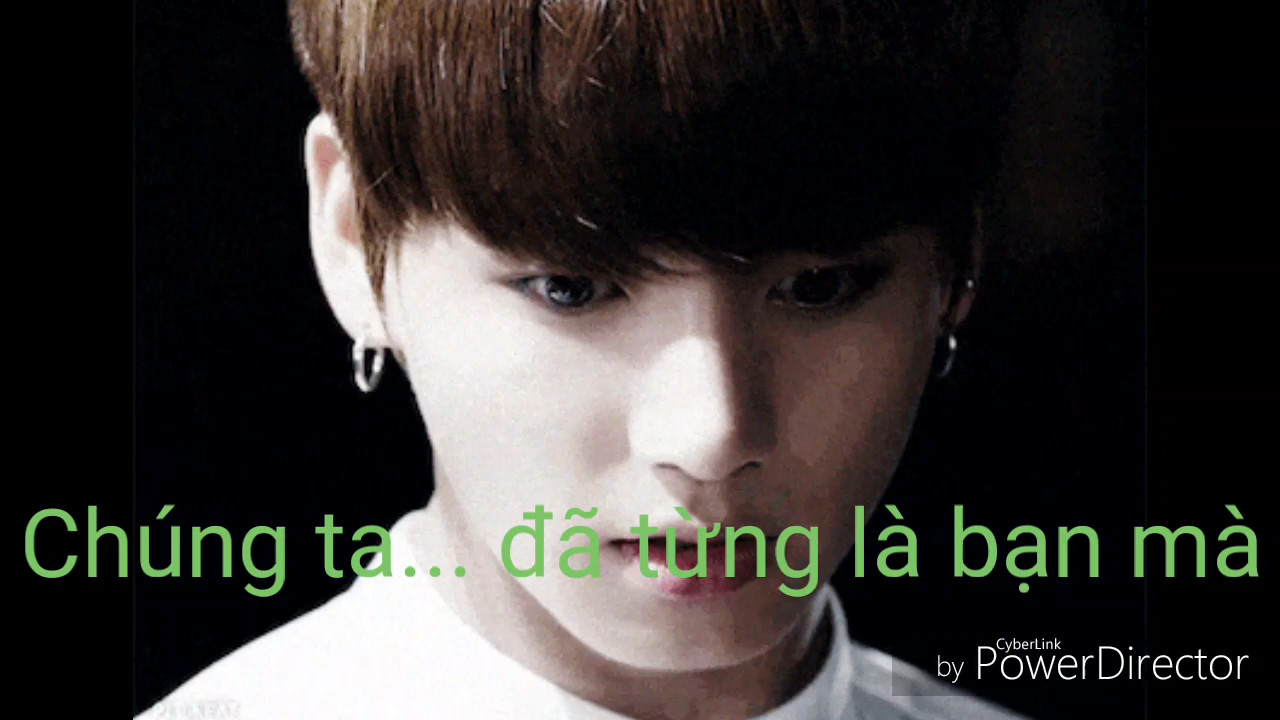 Chúng ta... đã từng là bạn mà
CyberLink
by PowerDirector